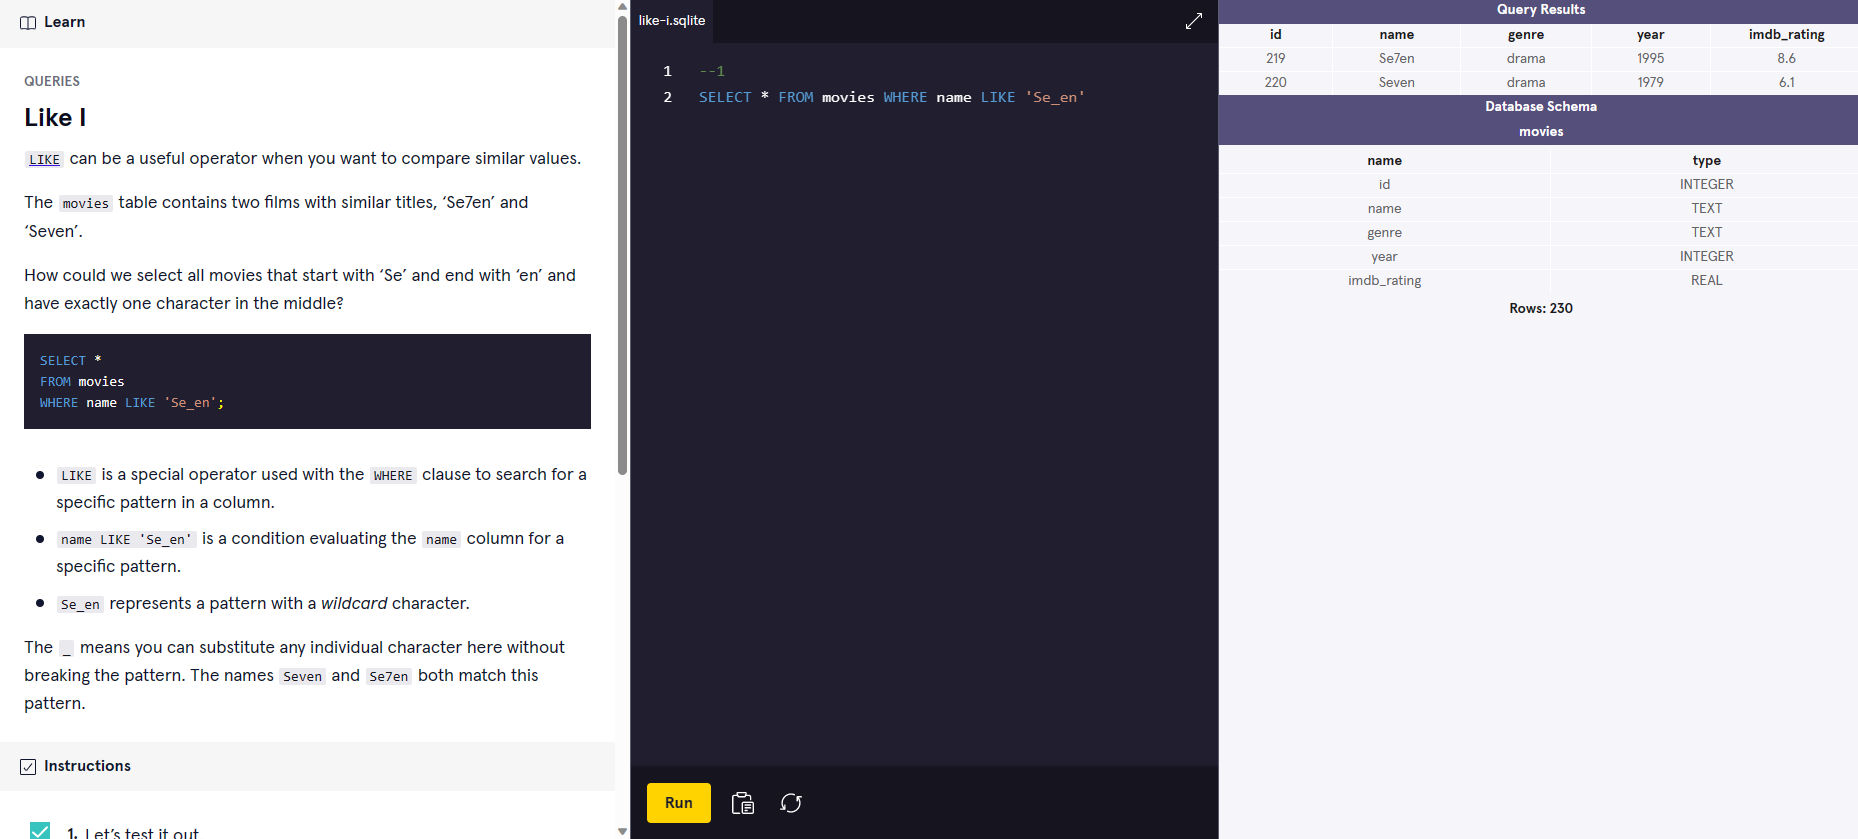 Learn
QUERIES
Like I
LIKE can be a useful operator when you want to compare similar values.
The movies table contains two films with similar titles, ‘Se7en’ and
‘Seven’.
How could we select all movies that start with ‘Se’ and end with ‘en’ and
have exactly one character in the middle?
SELECT *
FROM movies
WHERE name LIKE 'Se_en';
LIKE is a special operator used with the WHERE clause to search for a
specific pattern in a column.
name LIKE 'Se_en' is a condition evaluating the name column for a
specific pattern.
Se_en represents a pattern with a wildcard character.
The _ means you can substitute any individual character here without
breaking the pattern. The names Seven and Se7en both match this
pattern.
Instructions
1. Let’s test it out
like-i.sqlite
1 --1
2 SELECT * FROM movies WHERE name LIKE 'Se_en'
Run
Query Results
id name genre year imdb_rating
219 Se7en drama 1995 8.6
220 Seven drama 1979 6.1
Database Schema
movies
name type
id INTEGER
name TEXT
genre TEXT
year INTEGER
imdb_rating REAL
Rows: 230